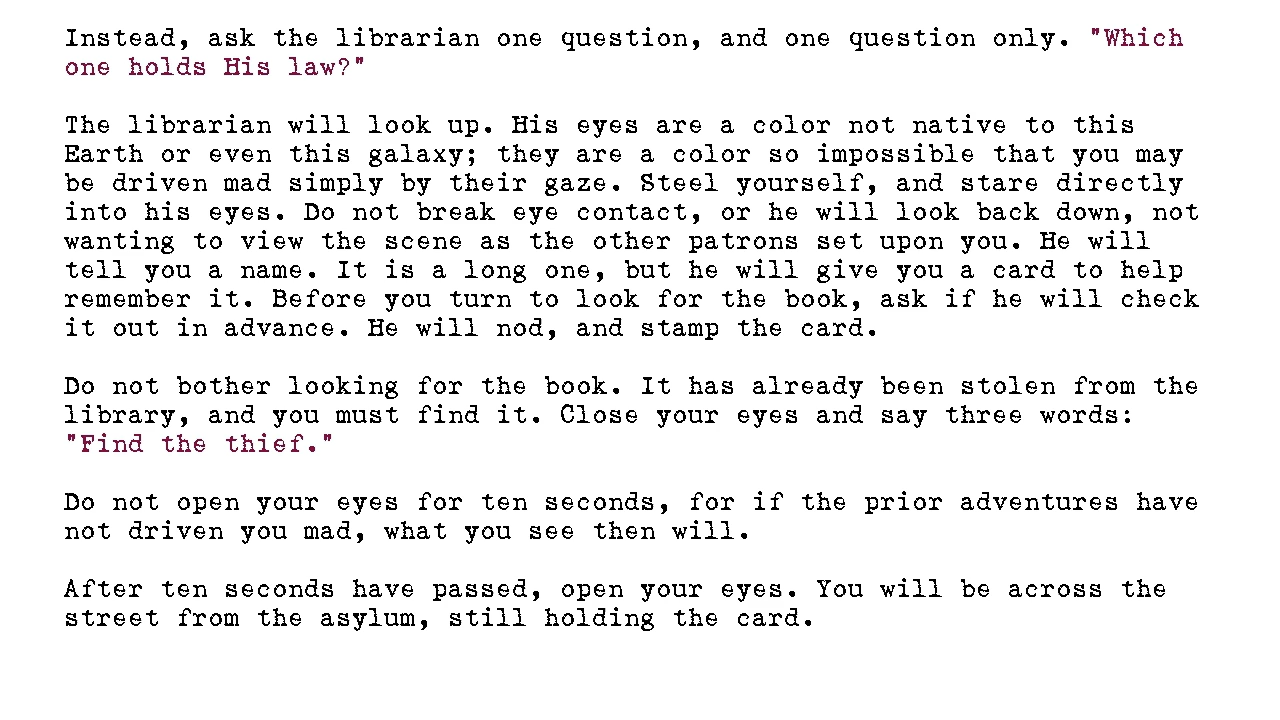 Instead, ask the librarian one question, and one question only. "Which
one holds His law?"
The librarian will look up. His eyes are a color not native to this
Earth or even this galaxy; they are a color so impossible that you may
be driven mad simply by their gaze. Steel yourself, and stare directly
into his eyes. Do not break eye contact, or he will look back down, not
wanting to view the scene as the other patrons set upon you. He will
tell you a name. It is a long one, but he will give you a card to help
remember it. Before you turn to look for the book, ask if he will check
it out in advance. He will nod, and stamp the card.
Do not bother looking for the book. It has already been stolen from the
library, and you must find it. Close your eyes and say three words:
"Find the thief."
Do not open your eyes for ten seconds, for if the prior adventures have
not driven you mad, what you see then will.
After ten seconds have passed, open your eyes. You will be across the
street from the asylum, still holding the card.